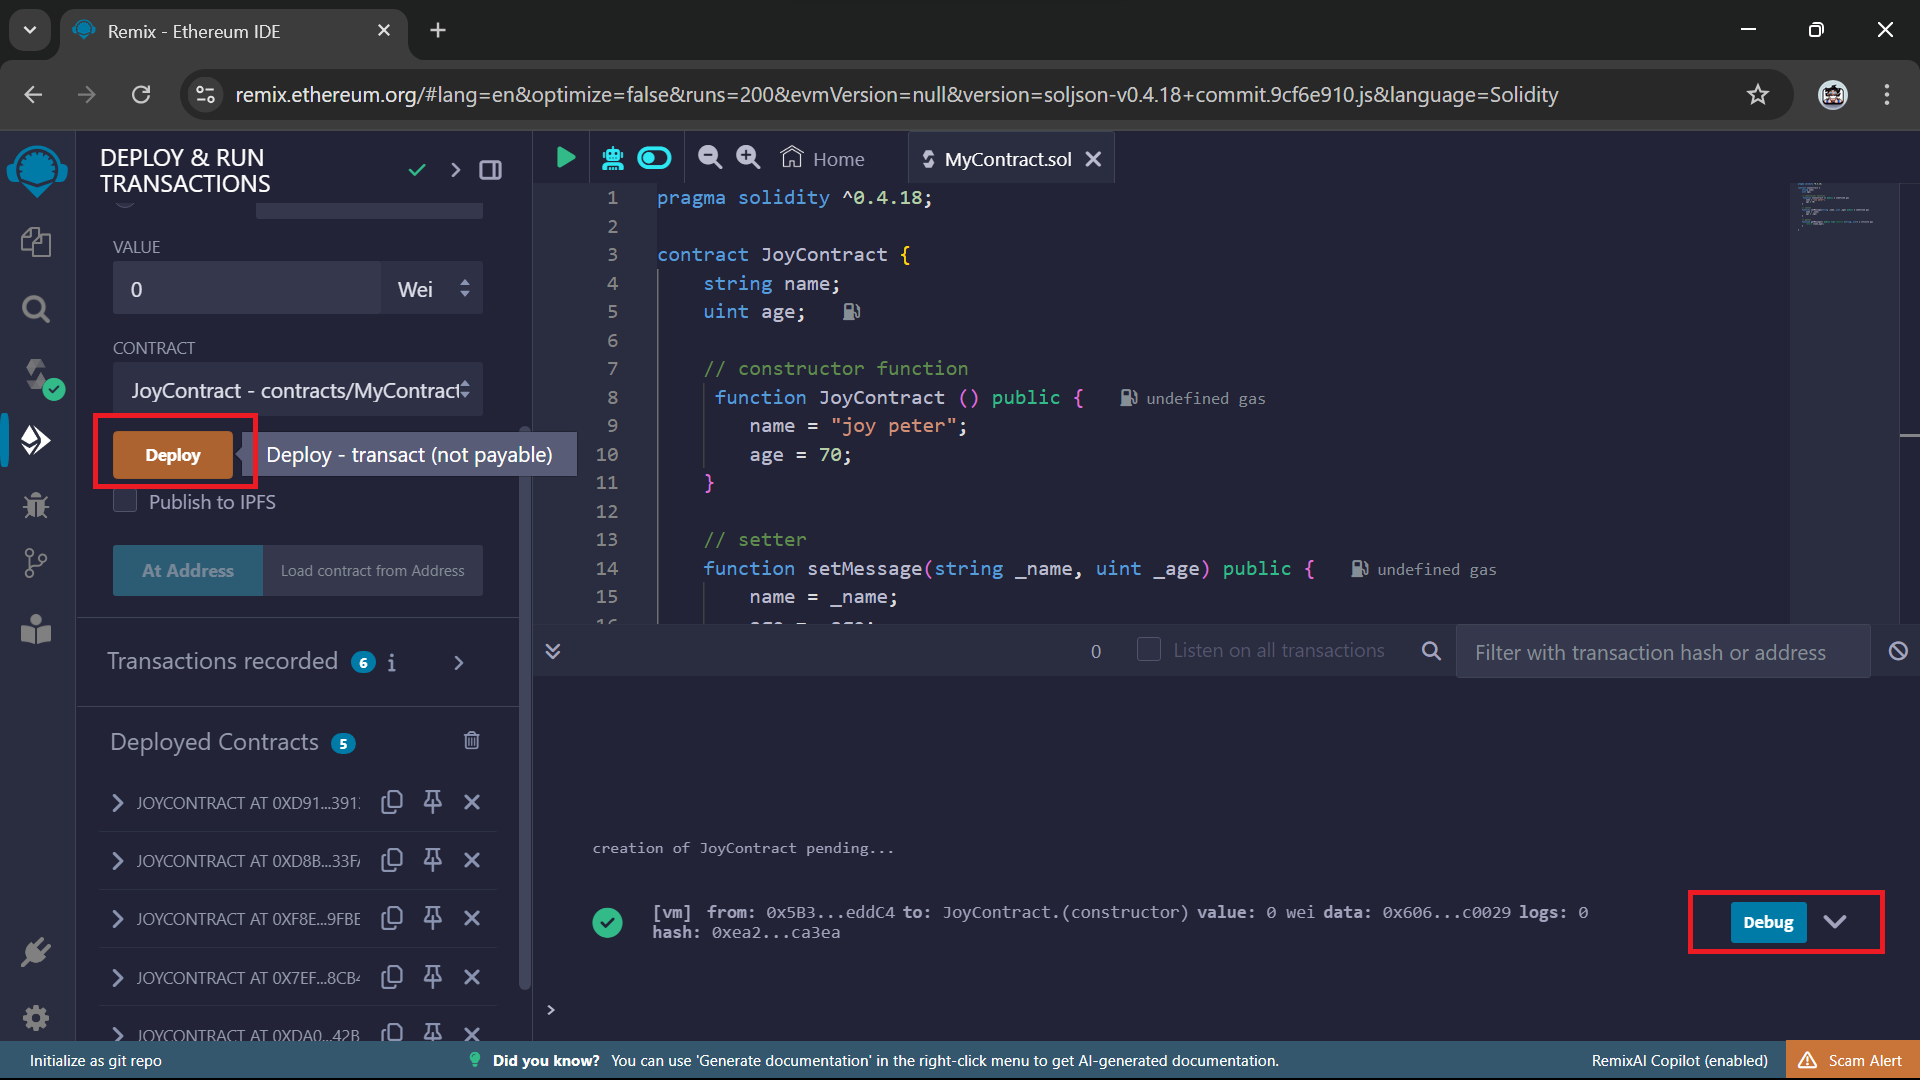 Remix - Ethereum IDE
remix.ethereum.org/#lang=en&optimize=false&runs=200&evmVersion=null&version=soljson-v0.4.18+commit.9cf6e910.js&language=Solidity
DEPLOY & RUN
TRANSACTIONS
VALUE
0 Wei
CONTRACT
JoyContract - contracts/MyContract
Deploy
Deploy - transact (not payable)
Publish to IPFS
At Address Load contract from Address
Transactions recorded 6 i
Deployed Contracts 5
JOYCONTRACT AT 0XD91...391
JOYCONTRACT AT 0XD8B...33F
JOYCONTRACT AT 0XF8E...9FBE
JOYCONTRACT AT 0X7EF...8CB4
JOYCONTRACT AT 0XDA0...42B
Home MyContract.sol
1 pragma solidity ^0.4.18;
2
3 contract JoyContract {
4 string name;
5 uint age;
6
7 // constructor function
8 function JoyContract () public { undefined gas
9 name = "joy peter";
10 age = 70;
11 }
12
13 // setter
14 function setMessage(string _name, uint _age) public { undefined gas
15 name = _name;
0 Listen on all transactions Filter with transaction hash or address
creation of JoyContract pending...
[vm] from: 0x5B3...eddC4 to: JoyContract.(constructor) value: 0 wei data: 0x606...c0029 logs: 0
hash: 0xea2...ca3ea
Debug
>
Initialize as git repo
Did you know? You can use 'Generate documentation' in the right-click menu to get AI-generated documentation.
RemixAI Copilot (enabled)
Scam Alert